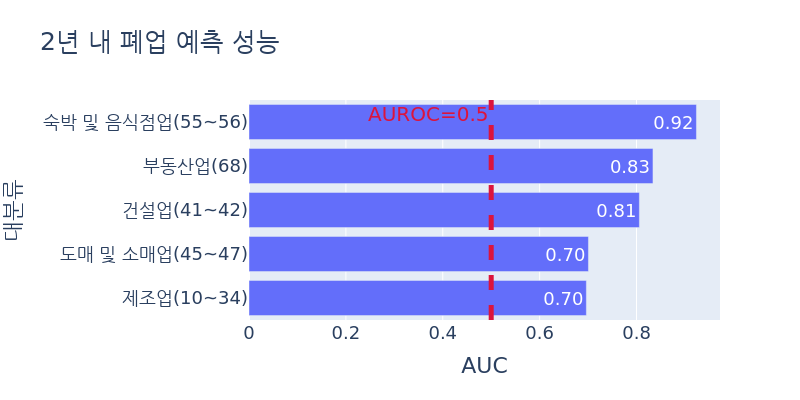 2년 내 폐업 예측 성능
AUROC=0.5
대분류
숙박 및 음식점업(55~56)
0.92
부동산업(68)
0.83
건설업(41~42)
0.81
도매 및 소매업(45~47)
0.70
제조업(10~34)
0.70
0 0.2 0.4 0.6 0.8
AUC